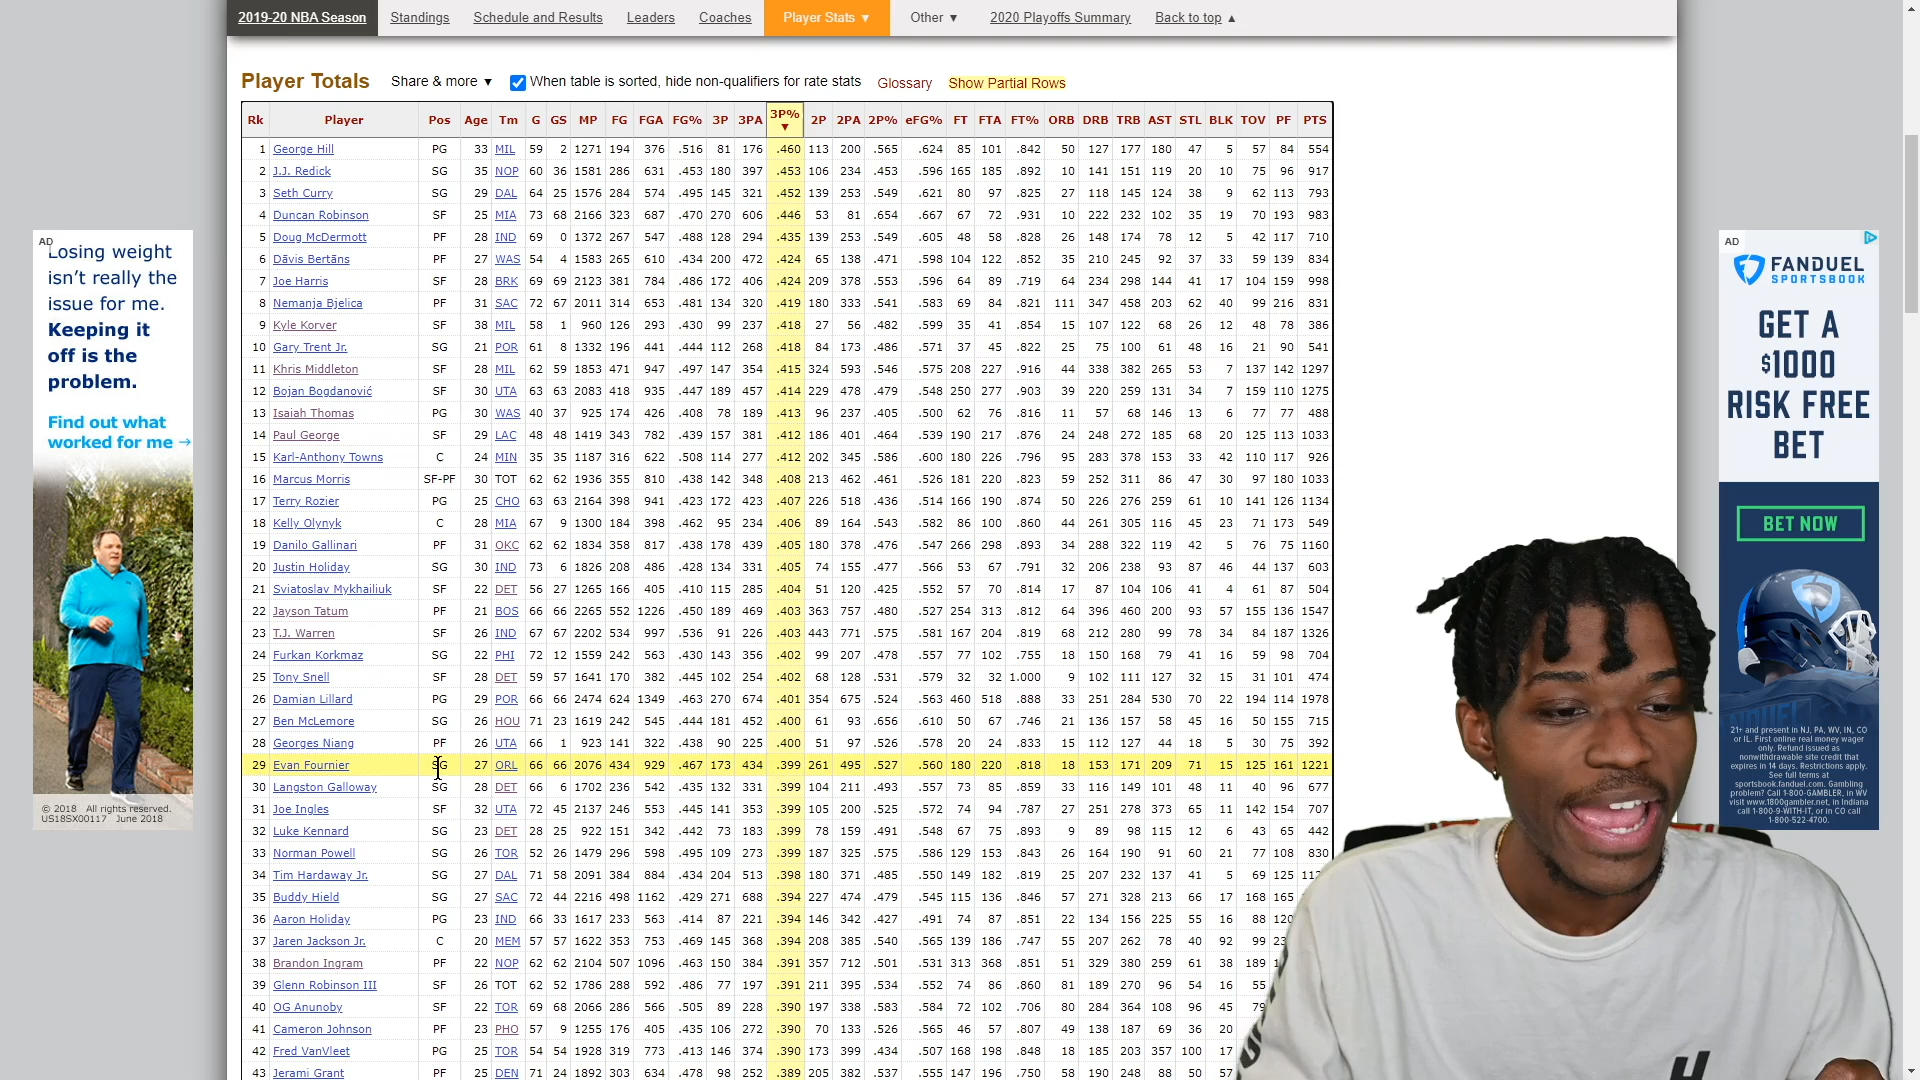 2019-20 NBA Season Standings Schedule and Results Leaders Coaches Player Stats ▼ Other ▼ 2020 Playoffs Summary Back to top ▲
Player Totals Share & more ▼ When table is sorted, hide non-qualifiers for rate stats Glossary Show Partial Rows
Rk Player Pos Age Tm G GS MP FG FGA FG% 3P 3PA 3P% ▼ 2P 2PA 2P% eFG% FT FTA FT% ORB DRB TRB AST STL BLK TOV PF PTS
1 George Hill PG 33 MIL 59 2 1271 194 376 .516 81 176 .460 113 200 .565 .624 85 101 .842 50 127 177 180 47 5 57 84 554
2 J.J. Redick SG 35 NOP 60 36 1581 286 631 .453 180 397 .453 106 234 .453 .596 165 185 .892 10 141 151 119 20 10 75 96 917
3 Seth Curry SG 29 DAL 64 25 1576 284 574 .495 145 321 .452 139 253 .549 .621 80 97 .825 27 118 145 124 38 9 62 113 793
4 Duncan Robinson SF 25 MIA 73 68 2166 323 687 .470 270 606 .446 53 81 .654 .667 67 72 .931 10 222 232 102 35 19 70 193 983
5 Doug McDermott PF 28 IND 69 0 1372 267 547 .488 128 294 .435 139 253 .549 .605 48 58 .828 26 148 174 78 12 5 42 117 710
6 Dāvis Bertāns PF 27 WAS 54 4 1583 265 610 .434 200 472 .424 65 138 .471 .598 104 122 .852 35 210 245 92 37 33 59 139 834
7 Joe Harris SF 28 BRK 69 69 2123 381 784 .486 172 406 .424 209 378 .553 .596 64 89 .719 64 234 298 144 41 17 104 159 998
8 Nemanja Bjelica PF 31 SAC 72 67 2011 314 653 .481 134 320 .419 180 333 .541 .583 69 84 .821 111 347 458 203 62 40 99 216 831
9 Kyle Korver SF 38 MIL 58 1 960 126 293 .430 99 237 .418 27 56 .482 .599 35 41 .854 15 107 122 68 26 12 48 78 386
10 Gary Trent Jr. SG 21 POR 61 8 1332 196 441 .444 112 268 .418 84 173 .486 .571 37 45 .822 25 75 100 61 48 16 21 90 541
11 Khris Middleton SF 28 MIL 62 59 1853 471 947 .497 147 354 .415 324 593 .546 .575 208 227 .916 44 338 382 265 53 7 137 142 1297
12 Bojan Bogdanović SF 30 UTA 63 63 2083 418 935 .447 189 457 .414 229 478 .479 .548 250 277 .903 39 220 259 131 34 7 159 110 1275
13 Isaiah Thomas PG 30 WAS 40 37 925 174 426 .408 78 189 .413 96 237 .405 .500 62 76 .816 11 57 68 146 13 6 77 77 488
14 Paul George SF 29 LAC 48 48 1419 343 782 .439 157 381 .412 186 401 .464 .539 190 217 .876 24 248 272 185 68 20 125 113 1033
15 Karl-Anthony Towns C 24 MIN 35 35 1187 316 622 .508 114 277 .412 202 345 .586 .600 180 226 .796 95 283 378 153 33 42 110 117 926
16 Marcus Morris SF-PF 30 TOT 62 62 1936 355 810 .438 142 348 .408 213 462 .461 .526 181 220 .823 59 252 311 86 47 30 97 180 1033
17 Terry Rozier PG 25 CHO 63 63 2164 398 941 .423 172 423 .407 226 518 .436 .514 166 190 .874 50 226 276 259 61 10 141 126 1134
18 Kelly Olynyk C 28 MIA 67 9 1300 184 398 .462 95 234 .406 89 164 .543 .582 86 100 .860 44 261 305 116 45 23 71 173 549
19 Danilo Gallinari PF 31 OKC 62 62 1834 358 817 .438 178 439 .405 180 378 .476 .547 266 298 .893 34 288 322 119 42 5 76 75 1160
20 Justin Holiday SG 30 IND 73 6 1826 208 486 .428 134 331 .405 74 155 .477 .566 53 67 .791 32 206 238 93 87 46 44 137 603
21 Sviatoslav Mykhailiuk SF 22 DET 56 27 1265 166 405 .410 115 285 .404 51 120 .425 .552 57 70 .814 17 87 104 106 41 4 61 87 504
22 Jayson Tatum PF 21 BOS 66 66 2265 552 1226 .450 189 469 .403 363 757 .480 .527 254 313 .812 64 396 460 200 93 57 155 136 1547
23 T.J. Warren SF 26 IND 67 67 2202 534 997 .536 91 226 .403 443 771 .575 .581 167 204 .819 68 212 280 99 78 34 84 187 1326
24 Furkan Korkmaz SG 22 PHI 72 12 1559 242 563 .430 143 356 .402 99 207 .478 .557 77 102 .755 18 150 168 79 41 16 59 98 704
25 Tony Snell SF 28 DET 59 57 1641 170 382 .445 102 254 .402 68 128 .531 .579 32 32 1.000 9 102 111 127 32 15 31 101 474
26 Damian Lillard PG 29 POR 66 66 2474 624 1349 .463 270 674 .401 354 675 .524 .563 460 518 .888 33 251 284 530 70 22 194 114 1978
27 Ben McLemore SG 26 HOU 71 23 1619 242 545 .444 181 452 .400 61 93 .656 .610 50 67 .746 21 136 157 58 45 16 50 155 715
28 Georges Niang PF 26 UTA 66 1 923 141 322 .438 90 225 .400 51 97 .526 .578 20 24 .833 15 112 127 44 18 5 30 75 392
29 Evan Fournier SG 27 ORL 66 66 2076 434 929 .467 173 434 .399 261 495 .527 .560 180 220 .818 18 153 171 209 71 15 125 161 1221
30 Langston Galloway SG 28 DET 66 6 1702 236 542 .435 132 331 .399 104 211 .493 .557 73 85 .859 33 116 149 101 48 11 40 96 677
31 Joe Ingles SF 32 UTA 72 45 2137 246 553 .445 141 353 .399 105 200 .525 .572 74 94 .787 27 251 278 373 65 11 142 154 707
32 Luke Kennard SG 23 DET 28 25 922 151 342 .442 73 183 .399 78 159 .491 .548 67 75 .893 9 89 98 115 12 6 43 65 442
33 Norman Powell SG 26 TOR 52 26 1479 296 598 .495 109 273 .399 187 325 .575 .586 129 153 .843 26 164 190 91 60 21 77 108 830
34 Tim Hardaway Jr. SG 27 DAL 71 58 2091 384 884 .434 204 513 .398 180 371 .485 .550 149 182 .819 25 207 232 137 41 5 69 125
35 Buddy Hield SG 27 SAC 72 44 2216 498 1162 .429 271 688 .394 227 474 .479 .545 115 136 .846 57 271 328 213 66 17 168 165
36 Aaron Holiday PG 23 IND 66 33 1617 233 563 .414 87 221 .394 146 342 .427 .491 74 87 .851 22 134 156 225 55 16 88 120
37 Jaren Jackson Jr. C 20 MEM 57 57 1622 353 753 .469 145 368 .394 208 385 .540 .565 139 186 .747 55 207 262 78 40 92 99
38 Brandon Ingram PF 22 NOP 62 62 2104 507 1096 .463 150 384 .391 357 712 .501 .531 313 368 .851 51 329 380 259 61 38 189
39 Glenn Robinson III SF 26 TOT 62 52 1786 288 592 .486 77 197 .391 211 395 .534 .552 74 86 .860 81 189 270 96 54 16 55
40 OG Anunoby SF 22 TOR 69 68 2066 286 566 .505 89 228 .390 197 338 .583 .584 72 102 .706 80 284 364 108 96 45
41 Cameron Johnson PF 23 PHO 57 9 1255 176 405 .435 106 272 .390 70 133 .526 .565 46 57 .807 49 138 187 69 36 20
42 Fred VanVleet PG 25 TOR 54 54 1928 319 773 .413 146 374 .390 173 399 .434 .507 168 198 .848 18 185 203 357 100 17
43 Jerami Grant PF 25 DEN 71 24 1892 303 634 .478 98 252 .389 205 382 .537 .555 147 196 .750 58 190 248 88 50 57
AD
Losing weight
isn't really the
issue for me.
Keeping it
off is the
problem.
Find out what
worked for me →
© 2018 All rights reserved.
US18SX00117 June 2018
AD
FANDUEL
SPORTSBOOK
GET A
$1000
RISK FREE
BET
BET NOW
21+ and present in NJ, PA, WV, IN, CO
or IL. First online real money wager
only. Refund issued as
nonwithdrawable site credit that
expires in 14 days. Restrictions apply.
See full terms at
sportsbook.fanduel.com. Gambling
problem? Call 1-800-GAMBLER, in WV
visit www.1800gambler.net, in Indiana
call 1-800-9-WITH-IT, or in CO call
1-800-522-4700.